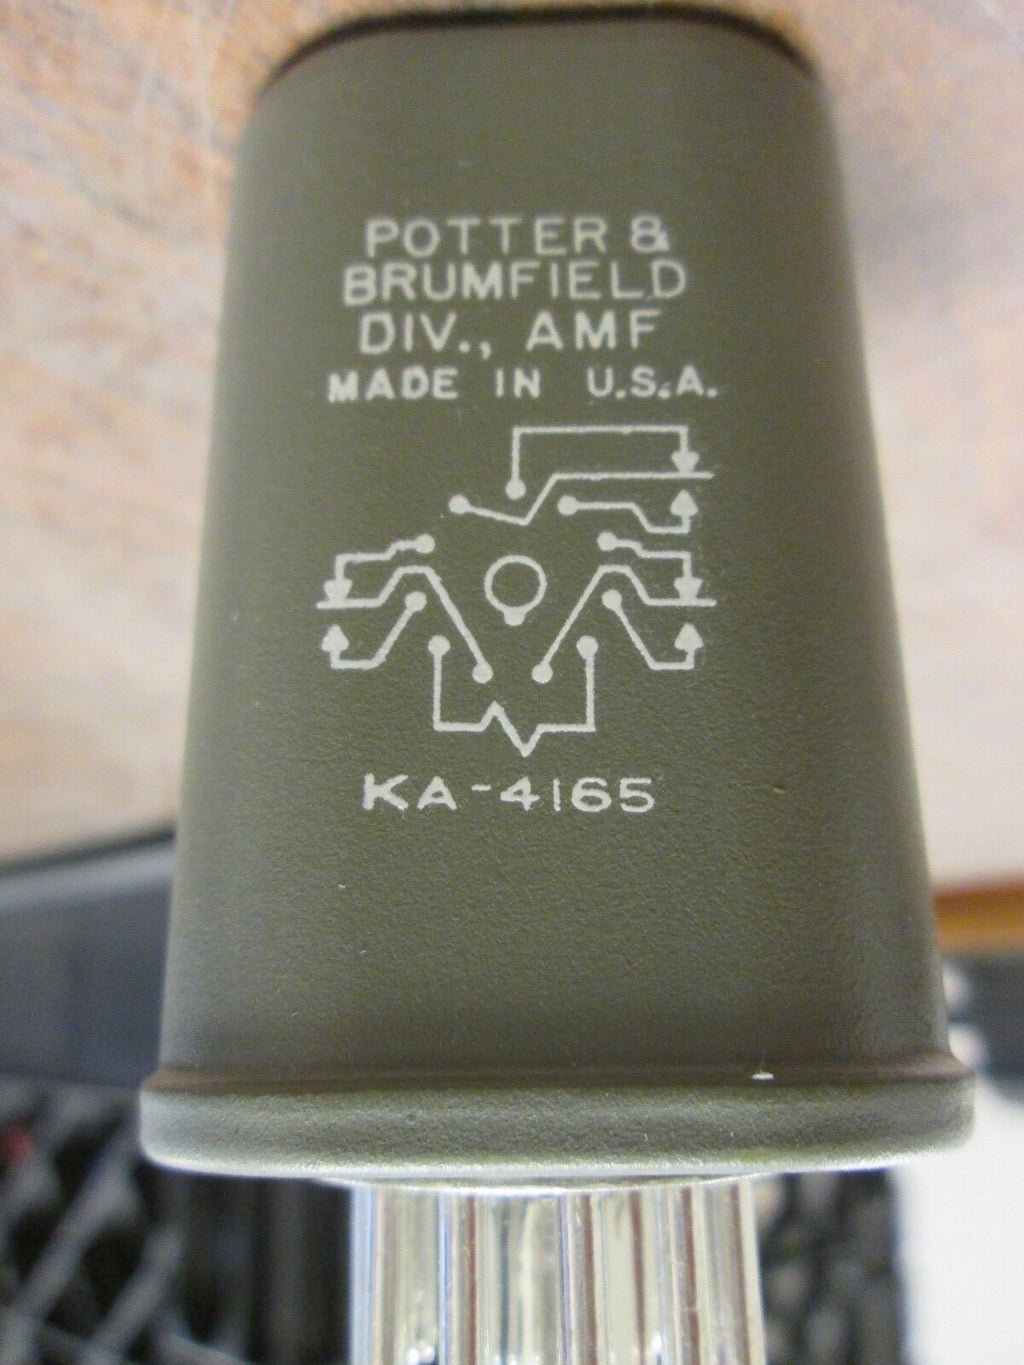 POTTER &
BRUMFIELD
DIV., AMF
MADE IN U.S.A.
KA-4165